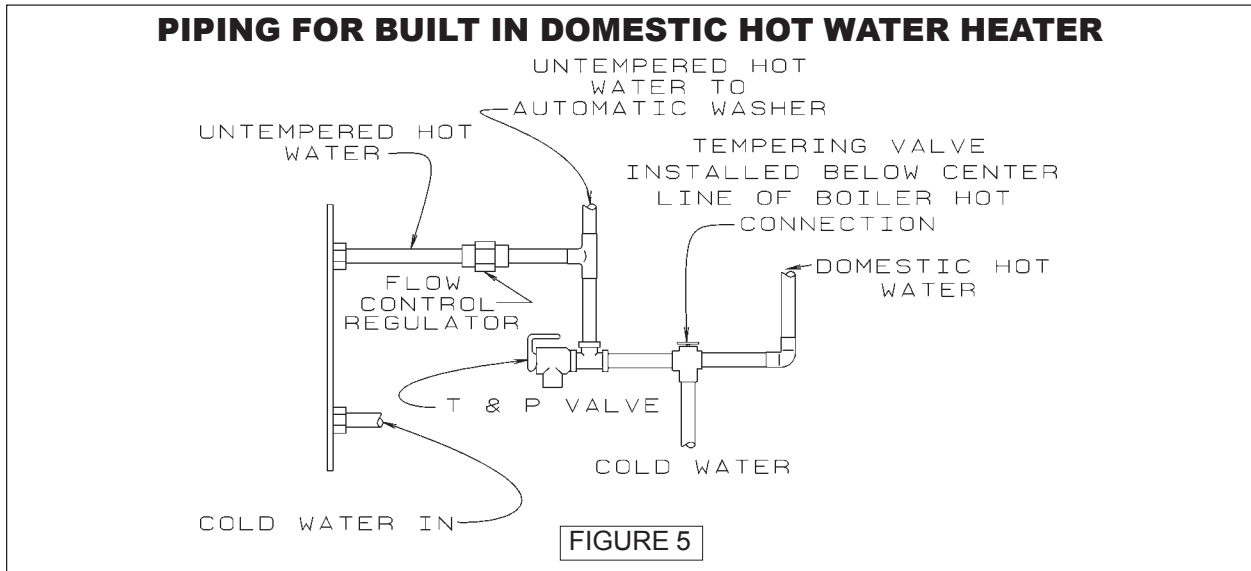 PIPING FOR BUILT IN DOMESTIC HOT WATER HEATER
UNTEMPERED HOT
WATER TO
AUTOMATIC WASHER
UNTEMPERED HOT
WATER
TEMPERING VALVE
INSTALLED BELOW CENTER
LINE OF BOILER HOT
CONNECTION
DOMESTIC HOT
WATER
FLOW
CONTROL
REGULATOR
T & P VALVE
COLD WATER
COLD WATER IN
FIGURE 5